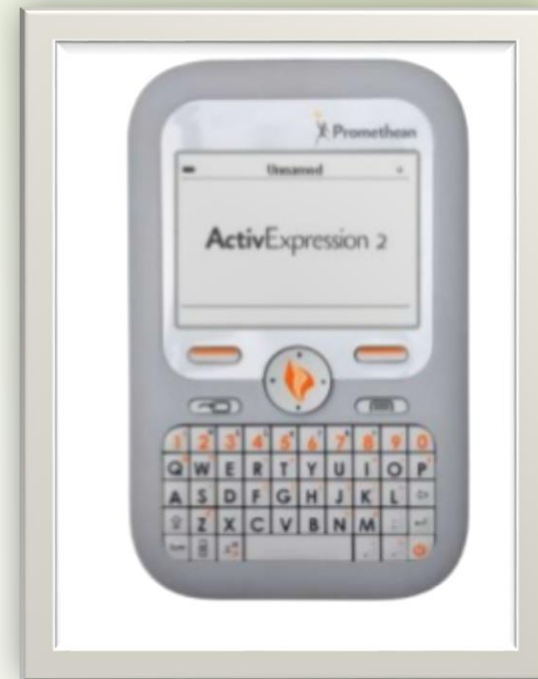 Promethean
Unnamed
ActivExpression 2
1 2 3 4 5 6 7 8 9 0
Q W E R T Y U I O P
A S D F G H J K L
Z X C V B N M